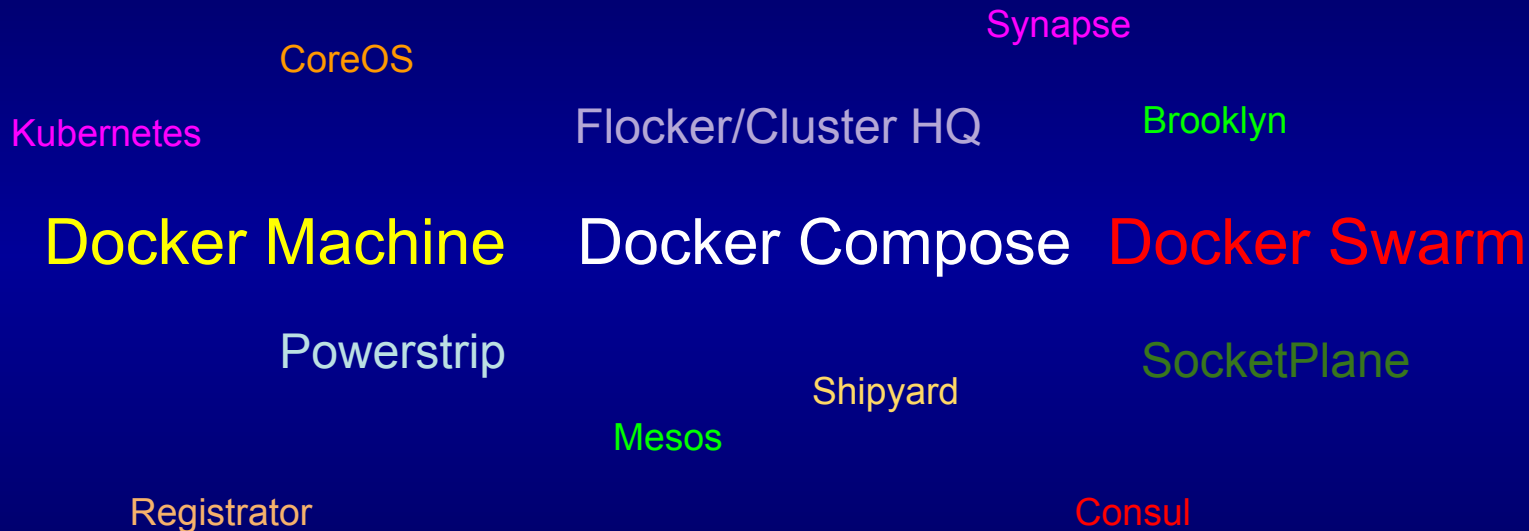 Synapse
CoreOS
Kubernetes
Flocker/Cluster HQ
Brooklyn
Docker Machine
Docker Compose
Docker Swarm
Powerstrip
SocketPlane
Shipyard
Mesos
Registrator
Consul